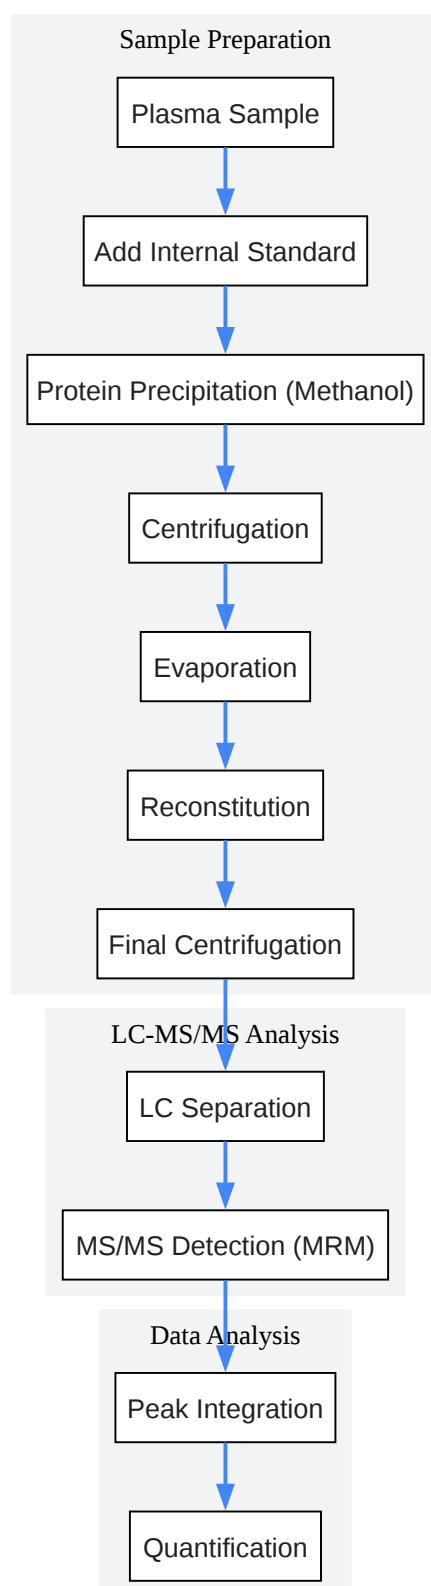 Sample Preparation
Plasma Sample
Add Internal Standard
Protein Precipitation (Methanol)
Centrifugation
Evaporation
Reconstitution
Final Centrifugation
LC-MS/MS Analysis
LC Separation
MS/MS Detection (MRM)
Data Analysis
Peak Integration
Quantification